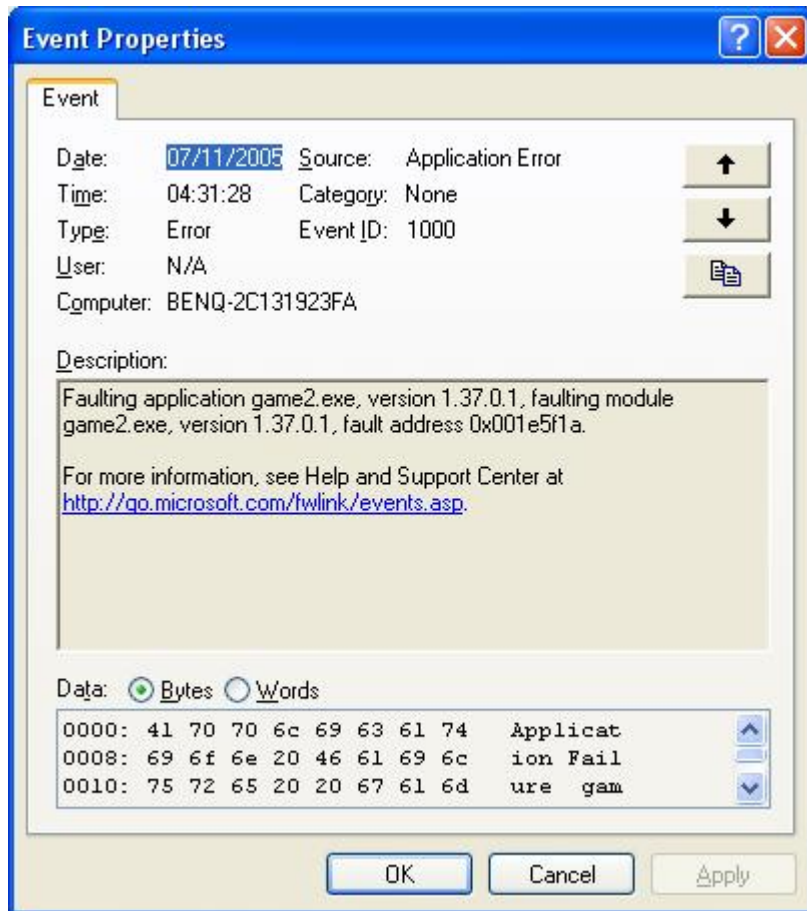 Event Properties
Event
Date: 07/11/2005 Source: Application Error
Time: 04:31:28 Category: None
Type: Error Event ID: 1000
User: N/A
Computer: BENQ-2C131923FA
Description:
Faulting application game2.exe, version 1.37.0.1, faulting module
game2.exe, version 1.37.0.1, fault address 0x001e5f1a.
For more information, see Help and Support Center at
http://go.microsoft.com/fwlink/events.asp.
Data: Bytes Words
0000: 41 70 70 6c 69 63 61 74 Applicat
0008: 69 6f 6e 20 46 61 69 6c ion Fail
0010: 75 72 65 20 20 67 61 6d ure  gam
OK Cancel Apply